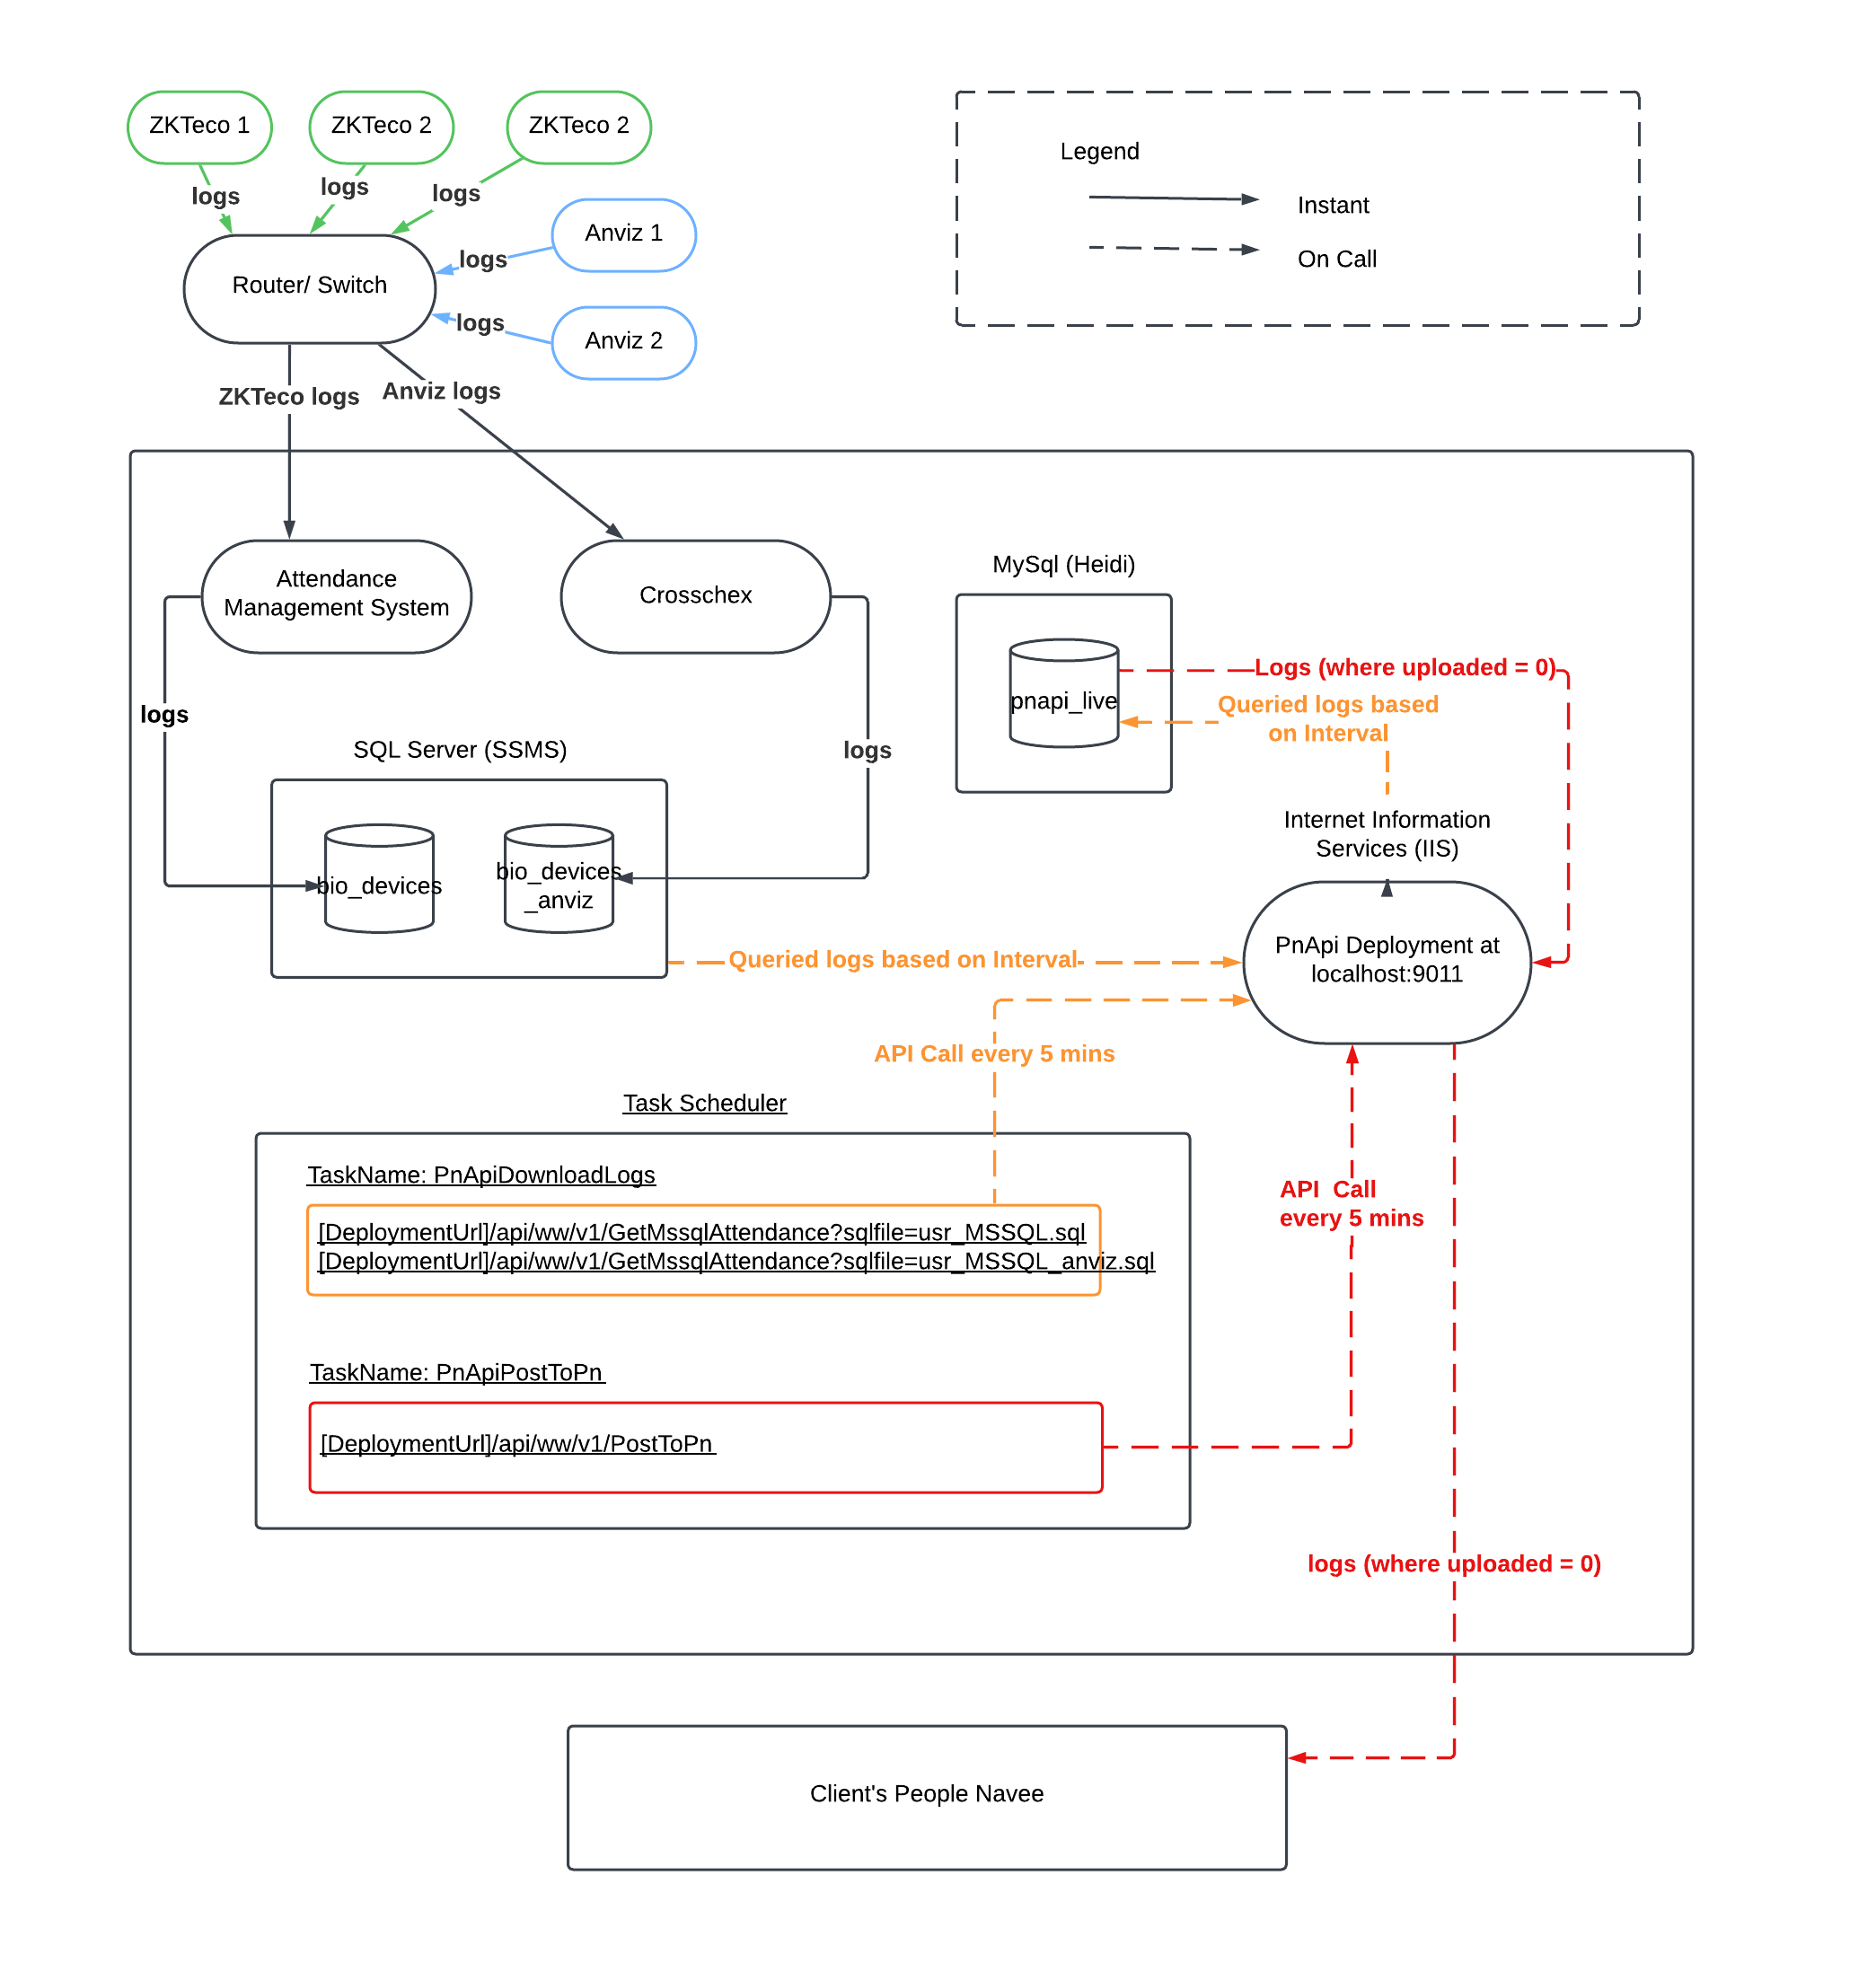 ZKTeco 1
ZKTeco 2
ZKTeco 2
logs
logs
logs
Anviz 1
logs
Router/ Switch
Anviz 2
logs
Legend
Instant
On Call
ZKTeco logs
Anviz logs
Attendance
Management System
Crosschex
MySql (Heidi)
pnapi_live
Logs (where uploaded = 0)
Queried logs based
on Interval
logs
logs
SQL Server (SSMS)
bio_devices
bio_devices
_anviz
Internet Information
Services (IIS)
PnApi Deployment at
localhost:9011
Queried logs based on Interval
API Call every 5 mins
Task Scheduler
TaskName: PnApiDownloadLogs
[DeploymentUrl]/api/ww/v1/GetMssqlAttendance?sqlfile=usr_MSSQL.sql
[DeploymentUrl]/api/ww/v1/GetMssqlAttendance?sqlfile=usr_MSSQL_anviz.sql
API  Call
every 5 mins
TaskName: PnApiPostToPn
[DeploymentUrl]/api/ww/v1/PostToPn
logs (where uploaded = 0)
Client's People Navee